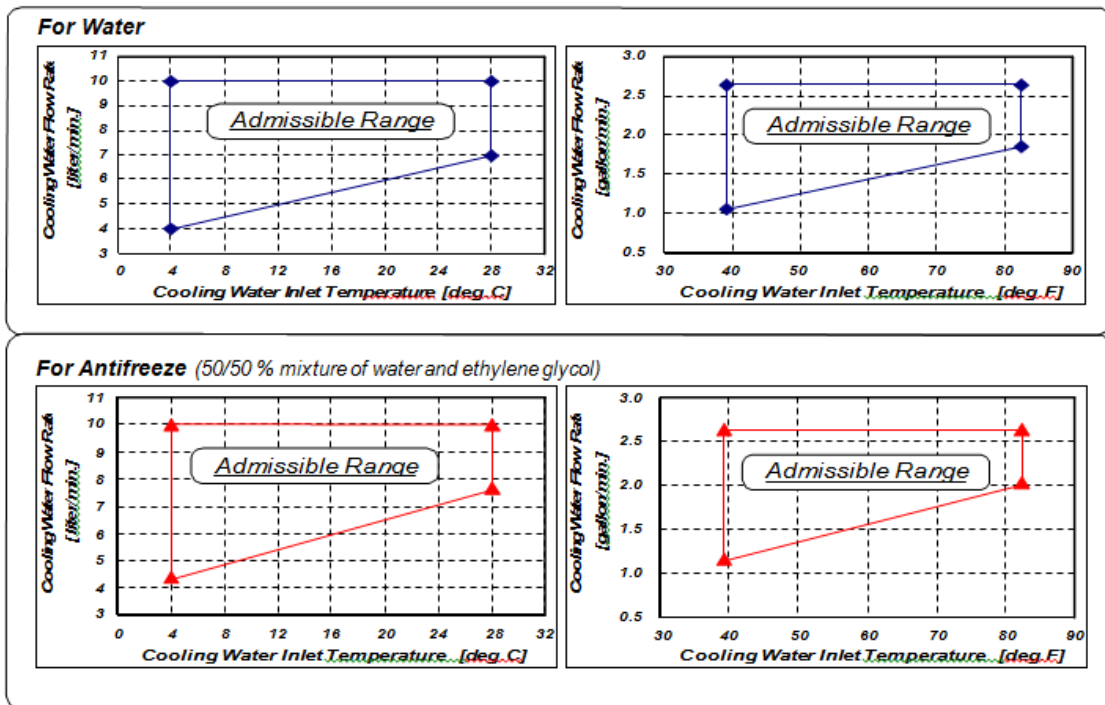 For Water
Cooling Water Flow Rate
[liter/min.]
11
10
9
8
7
6
5
4
3
Admissible Range
0 4 8 12 16 20 24 28 32
Cooling Water Inlet Temperature [deg.C]
Cooling Water Flow Rate
[gallon/min.]
3.0
2.5
2.0
1.5
1.0
0.5
Admissible Range
30 40 50 60 70 80 90
Cooling Water Inlet Temperature [deg.F]
For Antifreeze (50/50 % mixture of water and ethylene glycol)
Cooling Water Flow Rate
[liter/min.]
11
10
9
8
7
6
5
4
3
Admissible Range
0 4 8 12 16 20 24 28 32
Cooling Water Inlet Temperature [deg.C]
Cooling Water Flow Rate
[gallon/min.]
3.0
2.5
2.0
1.5
1.0
0.5
Admissible Range
30 40 50 60 70 80 90
Cooling Water Inlet Temperature [deg.F]